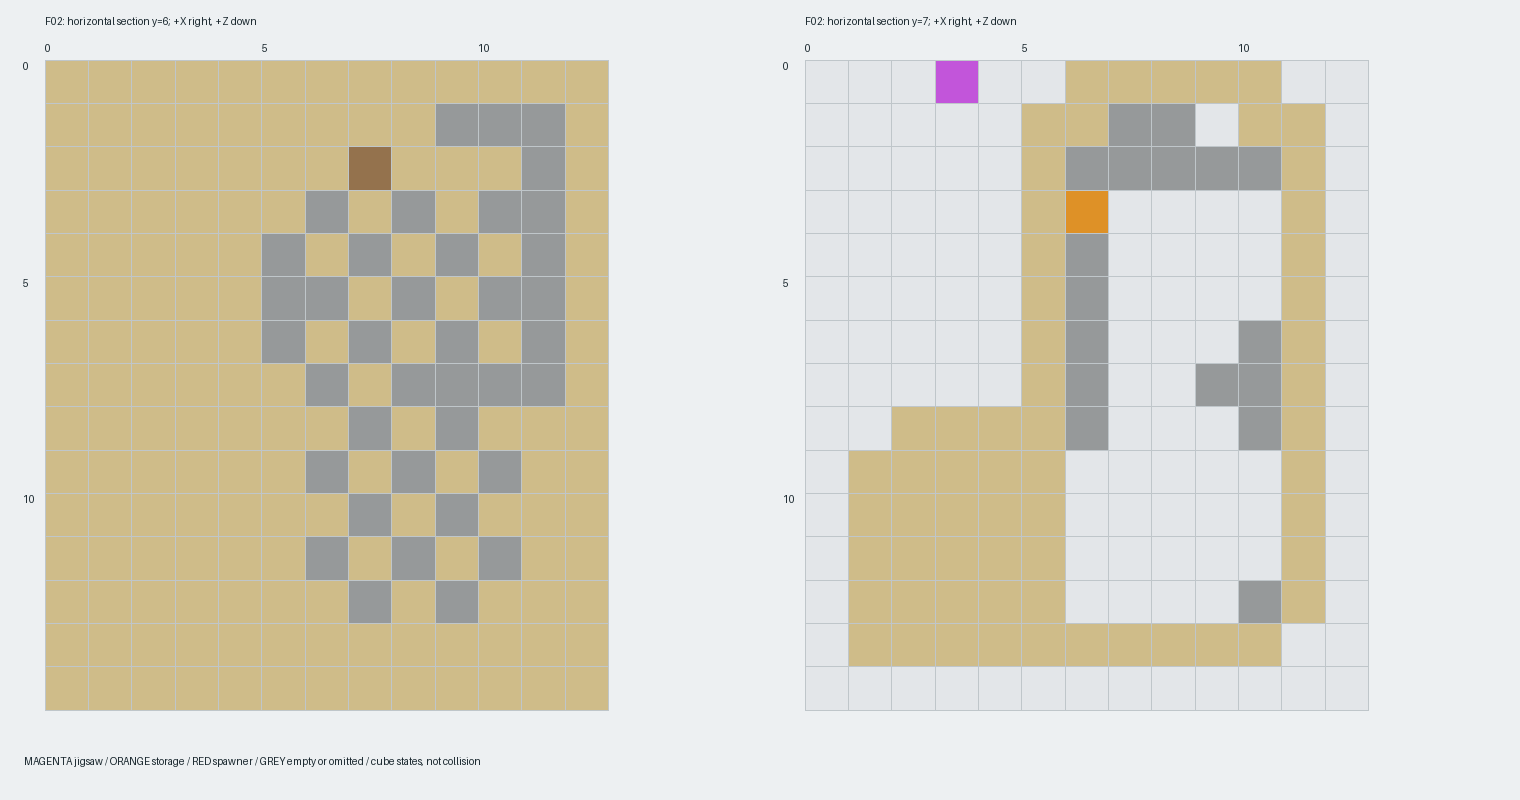 F02: horizontal section y=6; +X right, +Z down
0 5 10
0
5
10
F02: horizontal section y=7; +X right, +Z down
0 5 10
0
5
10
MAGENTA jigsaw / ORANGE storage / RED spawner / GREY empty or omitted / cube states, not collision